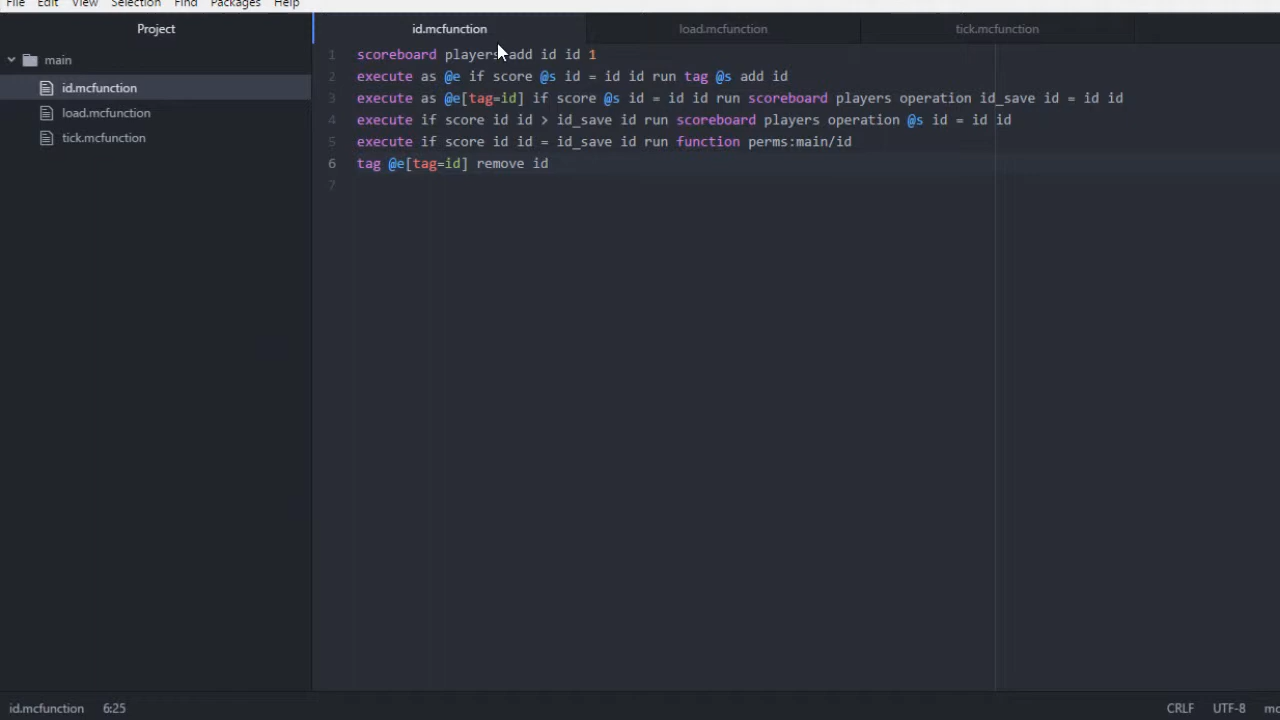 File Edit View Selection Find Packages Help
Project
id.mcfunction load.mcfunction tick.mcfunction
main
id.mcfunction
load.mcfunction
tick.mcfunction
1 scoreboard players add id id 1
2 execute as @e if score @s id = id id run tag @s add id
3 execute as @e[tag=id] if score @s id = id id run scoreboard players operation id_save id = id id
4 execute if score id id > id_save id run scoreboard players operation @s id = id id
5 execute if score id id = id_save id run function perms:main/id
6 tag @e[tag=id] remove id
7
id.mcfunction 6:25 CRLF UTF-8